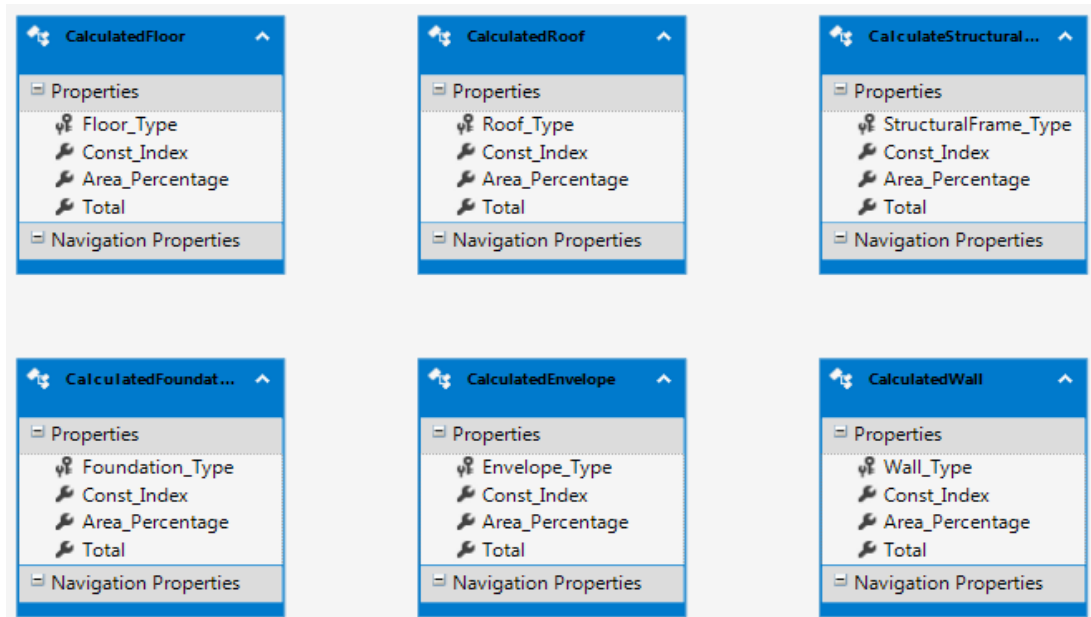 CalculatedFloor
Properties
Floor_Type
Const_Index
Area_Percentage
Total
Navigation Properties
CalculatedRoof
Properties
Roof_Type
Const_Index
Area_Percentage
Total
Navigation Properties
CalculateStructural...
Properties
StructuralFrame_Type
Const_Index
Area_Percentage
Total
Navigation Properties
CalculatedFoundat...
Properties
Foundation_Type
Const_Index
Area_Percentage
Total
Navigation Properties
CalculatedEnvelope
Properties
Envelope_Type
Const_Index
Area_Percentage
Total
Navigation Properties
CalculatedWall
Properties
Wall_Type
Const_Index
Area_Percentage
Total
Navigation Properties